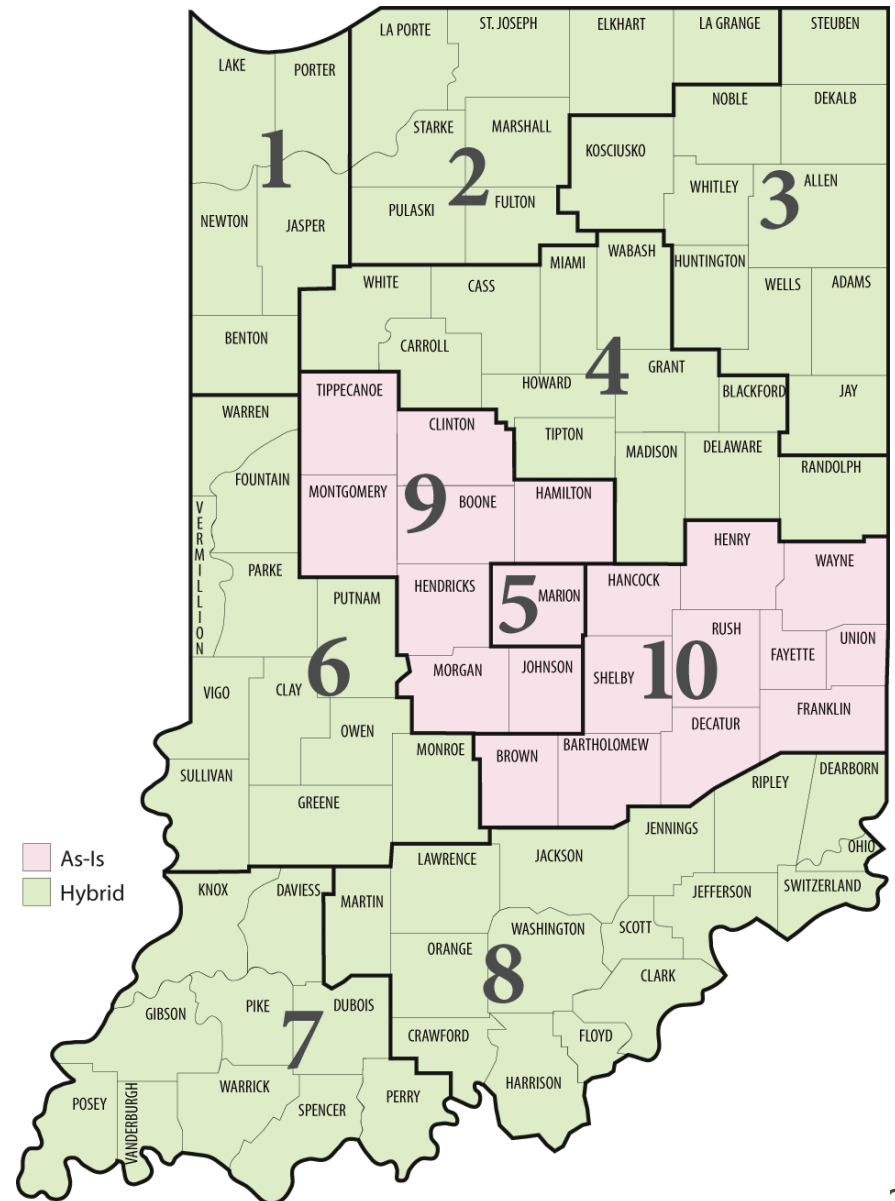 LA PORTE
ST. JOSEPH
ELKHART
LA GRANGE
STEUBEN
LAKE
PORTER
NOBLE
DEKALB
STARKE
MARSHALL
KOSCIUSKO
1
2
WHITLEY
3
ALLEN
NEWTON
JASPER
PULASKI
FULTON
MIAMI
WABASH
HUNTINGTON
WHITE
CASS
WELLS
ADAMS
BENTON
CARROLL
4
GRANT
HOWARD
TIPPECANOE
BLACKFORD
JAY
WARREN
CLINTON
TIPTON
MADISON
DELAWARE
RANDOLPH
FOUNTAIN
MONTGOMERY
9
BOONE
HAMILTON
VERMILLION
HENRY
WAYNE
PARKE
PUTNAM
HENDRICKS
5
MARION
HANCOCK
RUSH
FAYETTE
UNION
6
MORGAN
JOHNSON
SHELBY
10
VIGO
CLAY
FRANKLIN
OWEN
DECATUR
SULLIVAN
MONROE
BROWN
BARTHOLOMEW
RIPLEY
DEARBORN
GREENE
JENNINGS
As-Is
OHIO
LAWRENCE
JACKSON
Hybrid
KNOX
DAVIESS
MARTIN
JEFFERSON
SWITZERLAND
WASHINGTON
SCOTT
ORANGE
8
CLARK
GIBSON
PIKE
DUBOIS
7
CRAWFORD
FLOYD
HARRISON
WARRICK
POSEY
VANDERBURGH
SPENCER
PERRY